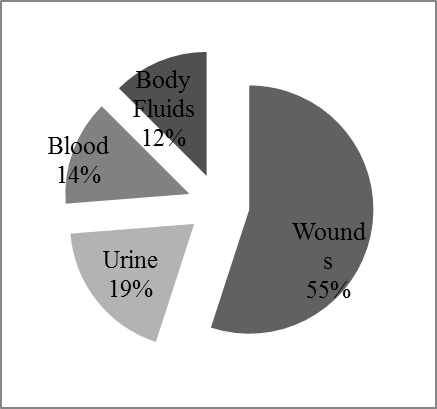 Body
Fluids
12%
Blood
14%
Wound
s
55%
Urine
19%